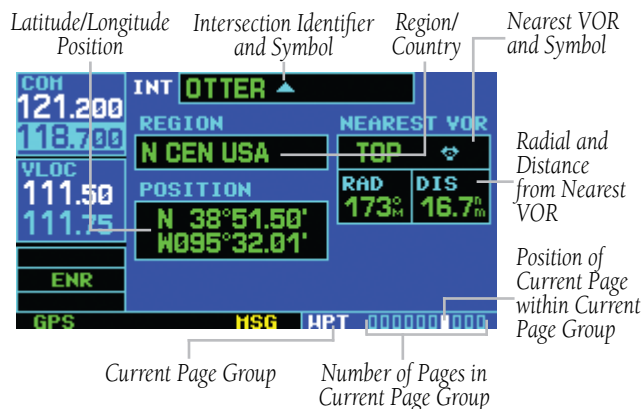 Latitude/Longitude
Position
Intersection Identifier
and Symbol
Region/
Country
Nearest VOR
and Symbol
COM
121.200
118.700
INT OTTER
REGION
NEAREST VOR
N CEN USA
TOP
VLOC
111.50
111.75
POSITION
N 38°51.50'
W095°32.01'
RAD
173°M
DIS
16.7nm
Radial and
Distance
from Nearest
VOR
ENR
GPS
MSG
WPT
Position of
Current Page
within Current
Page Group
Current Page Group
Number of Pages in
Current Page Group